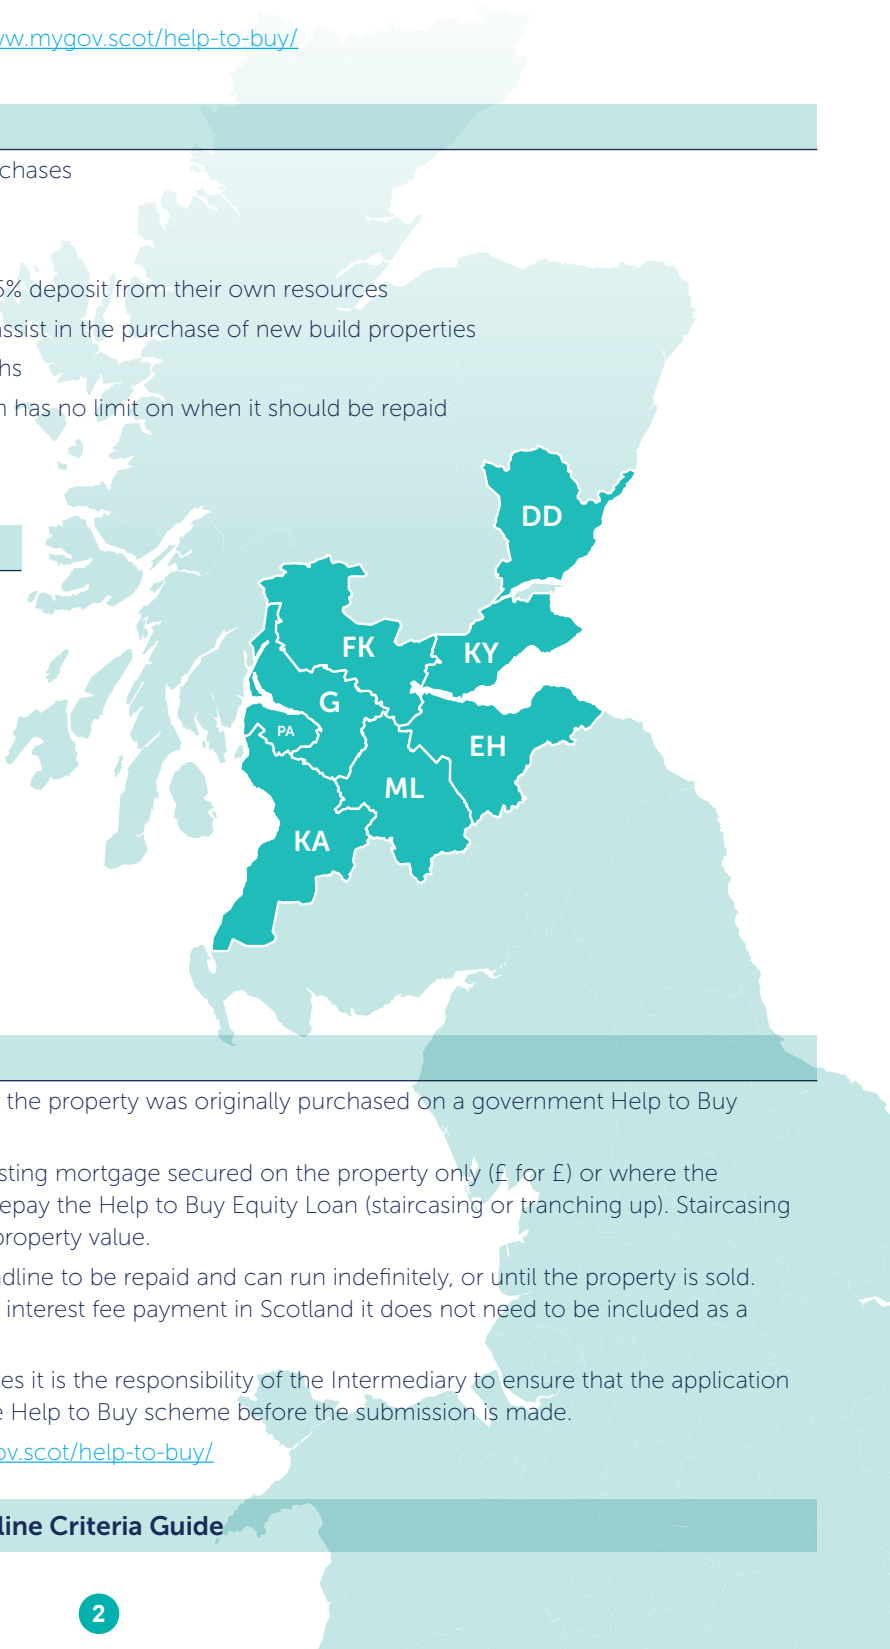 ww.mygov.scot/help-to-buy/
chases
5% deposit from their own resources
assist in the purchase of new build properties
hs
n has no limit on when it should be repaid
DD
FK
KY
G
PA
EH
ML
KA
the property was originally purchased on a government Help to Buy
sting mortgage secured on the property only (£ for £) or where the
epay the Help to Buy Equity Loan (staircasing or tranching up). Staircasing
property value.
dline to be repaid and can run indefinitely, or until the property is sold.
interest fee payment in Scotland it does not need to be included as a
es it is the responsibility of the Intermediary to ensure that the application
e Help to Buy scheme before the submission is made.
ov.scot/help-to-buy/
line Criteria Guide
2